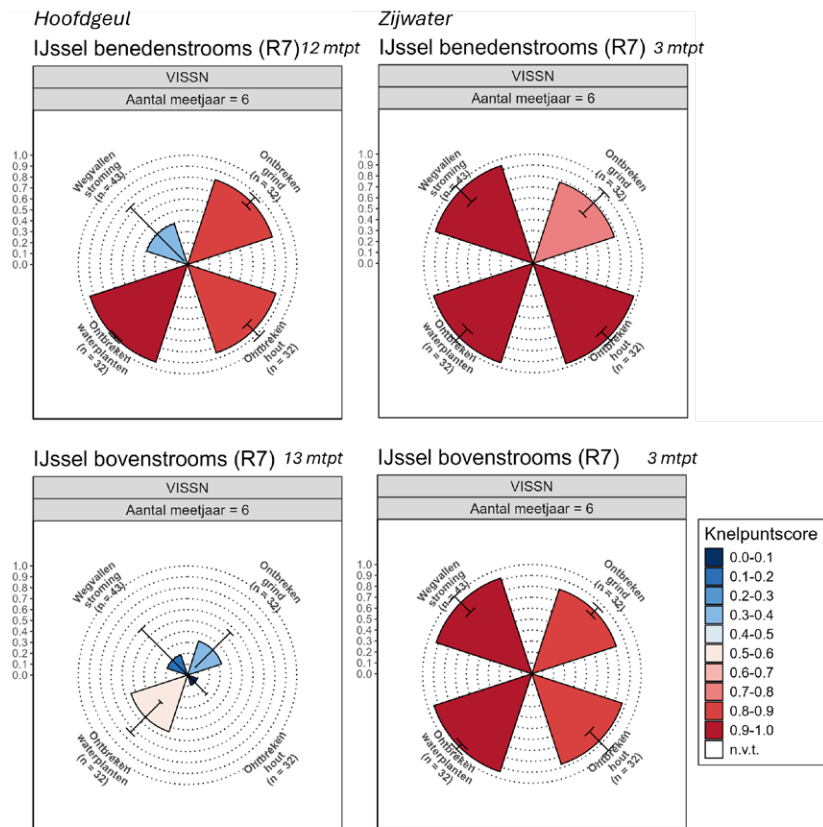 Hoofdgeul
Zijwater
IJssel benedenstrooms (R7) 12 mtpt
VISSN
Aantal meetjaar = 6
1.0
0.9
0.8
0.7
0.6
0.5
0.4
0.3
0.2
0.1
0.0
Wegvallen
stroming
(n = 43)
Ontbreken
grind
(n = 32)
Ontbreken
waterplanten
(n = 32)
Ontbreken
hout
(n = 32)
IJssel benedenstrooms (R7) 3 mtpt
VISSN
Aantal meetjaar = 6
1.0
0.9
0.8
0.7
0.6
0.5
0.4
0.3
0.2
0.1
0.0
Wegvallen
stroming
(n = 43)
Ontbreken
grind
(n = 32)
Ontbreken
waterplanten
(n = 32)
Ontbreken
hout
(n = 32)
IJssel bovenstrooms (R7) 13 mtpt
VISSN
Aantal meetjaar = 6
1.0
0.9
0.8
0.7
0.6
0.5
0.4
0.3
0.2
0.1
0.0
Wegvallen
stroming
(n = 43)
Ontbreken
grind
(n = 32)
Ontbreken
waterplanten
(n = 32)
Ontbreken
hout
(n = 32)
IJssel bovenstrooms (R7) 3 mtpt
VISSN
Aantal meetjaar = 6
1.0
0.9
0.8
0.7
0.6
0.5
0.4
0.3
0.2
0.1
0.0
Wegvallen
stroming
(n = 43)
Ontbreken
grind
(n = 32)
Ontbreken
waterplanten
(n = 32)
Ontbreken
hout
(n = 32)
Knelpuntscore
0.0-0.1
0.1-0.2
0.2-0.3
0.3-0.4
0.4-0.5
0.5-0.6
0.6-0.7
0.7-0.8
0.8-0.9
0.9-1.0
n.v.t.